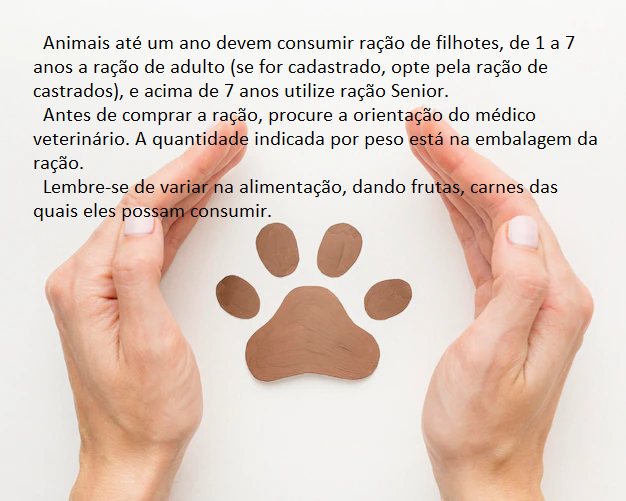 Animais até um ano devem consumir ração de filhotes, de 1 a 7
anos a ração de adulto (se for cadastrado, opte pela ração de
castrados), e acima de 7 anos utilize ração Senior.
Antes de comprar a ração, procure a orientação do médico
veterinário. A quantidade indicada por peso está na embalagem da
ração.
Lembre-se de variar na alimentação, dando frutas, carnes das
quais eles possam consumir.